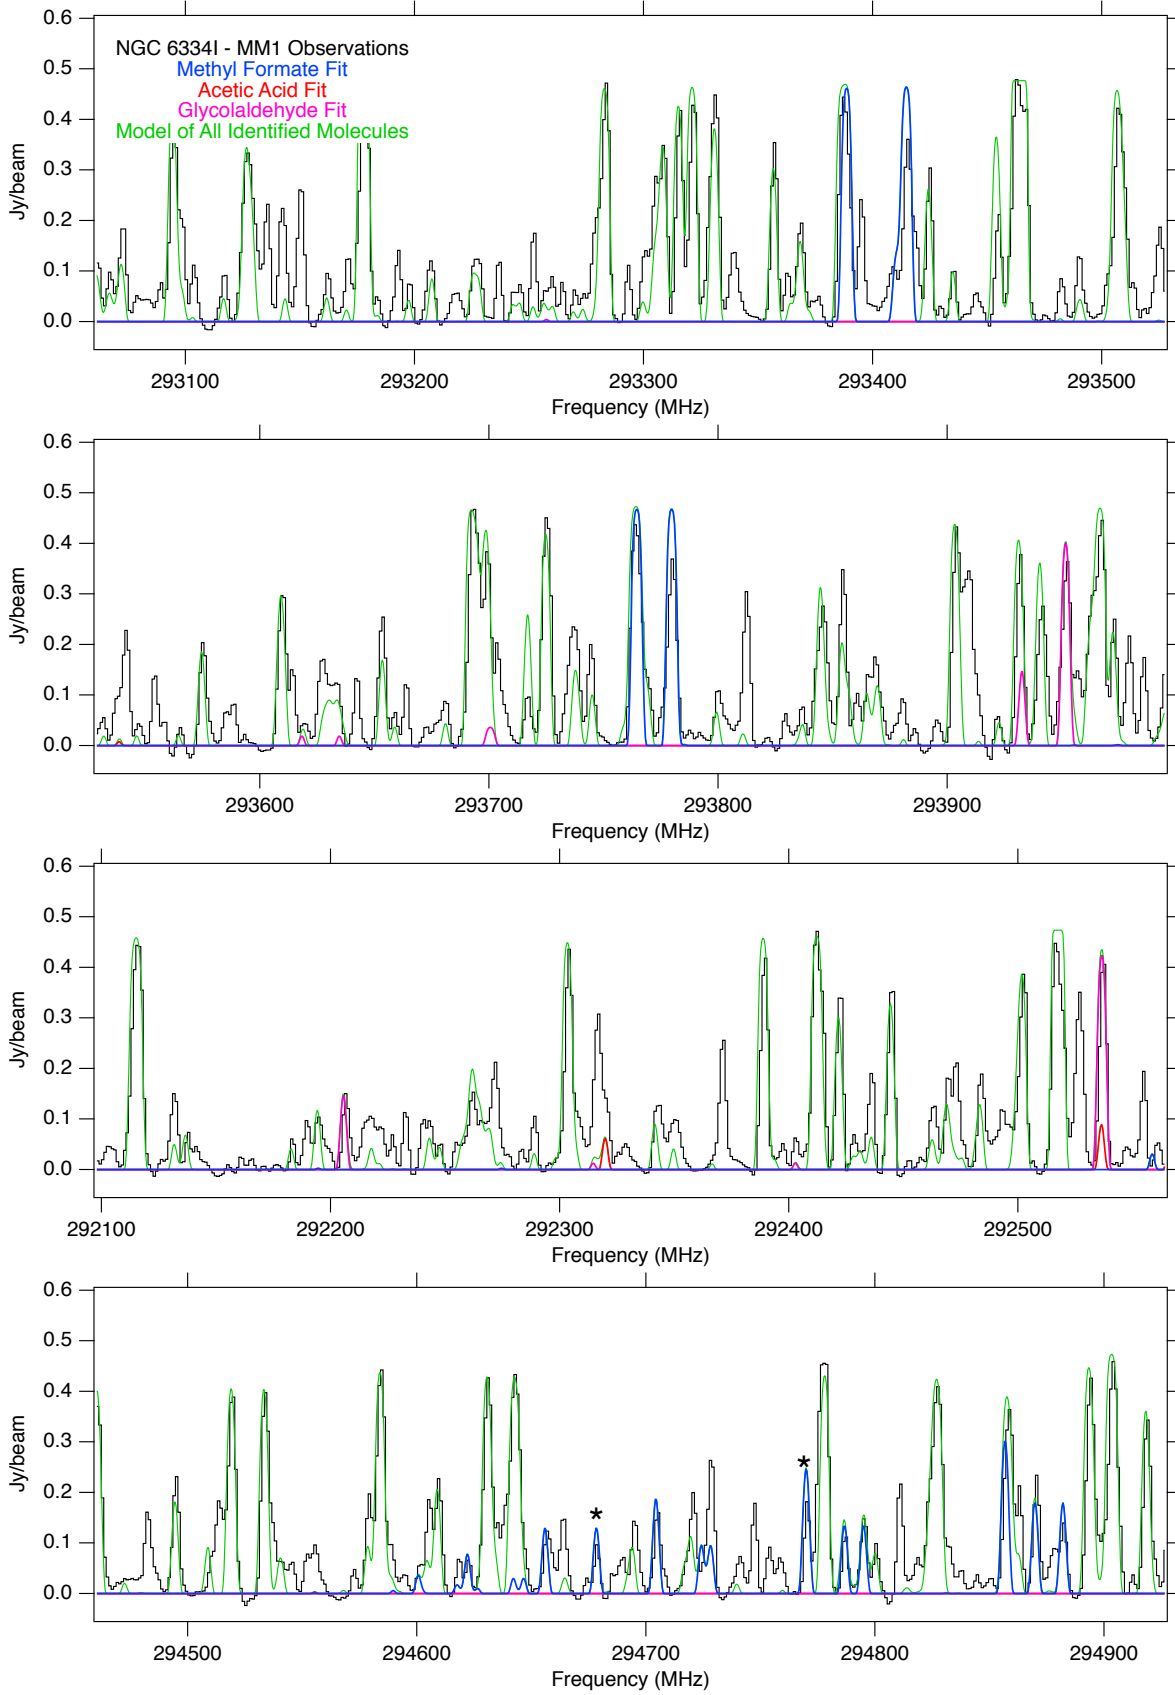 0.6
0.5
0.4
0.3
0.2
0.1
0.0
Jy/beam
NGC 6334I - MM1 Observations
Methyl Formate Fit
Acetic Acid Fit
Glycolaldehyde Fit
Model of All Identified Molecules
293100 293200 293300 293400 293500
Frequency (MHz)
0.6
0.5
0.4
0.3
0.2
0.1
0.0
Jy/beam
293600 293700 293800 293900
Frequency (MHz)
0.6
0.5
0.4
0.3
0.2
0.1
0.0
Jy/beam
292100 292200 292300 292400 292500
Frequency (MHz)
0.6
0.5
0.4
0.3
0.2
0.1
0.0
Jy/beam
* *
294500 294600 294700 294800 294900
Frequency (MHz)